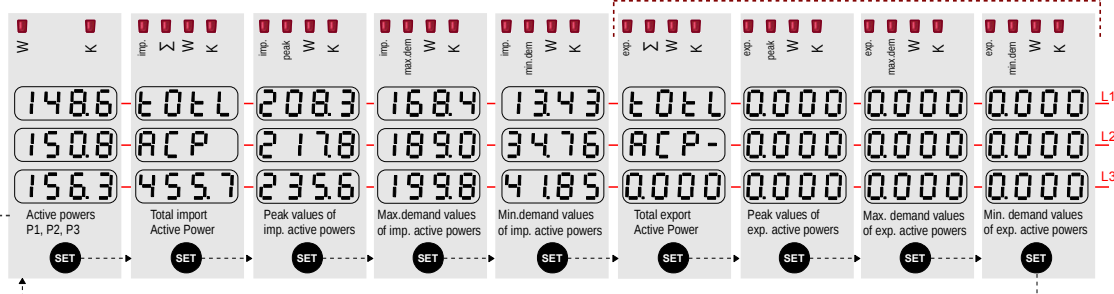 W K
imp. Σ W K
imp. peak W K
imp. max.dem W K
imp. min.dem W K
exp. Σ W K
exp. peak W K
exp. max.dem W K
exp. min.dem W K
148.6 tOtL 208.3 168.4 13.43 tOtL 0.000 0.000 0.000 L1
150.8 ACP 217.8 189.0 34.76 ACP- 0.000 0.000 0.000 L2
156.3 455.7 235.6 199.8 41.85 0.000 0.000 0.000 0.000 L3
Active powers
P1, P2, P3
Total import
Active Power
Peak values of
imp. active powers
Max.demand values
of imp. active powers
Min.demand values
of imp. active powers
Total export
Active Power
Peak values of
exp. active powers
Max. demand values
of exp. active powers
Min. demand values
of exp. active powers
SET SET SET SET SET SET SET SET SET